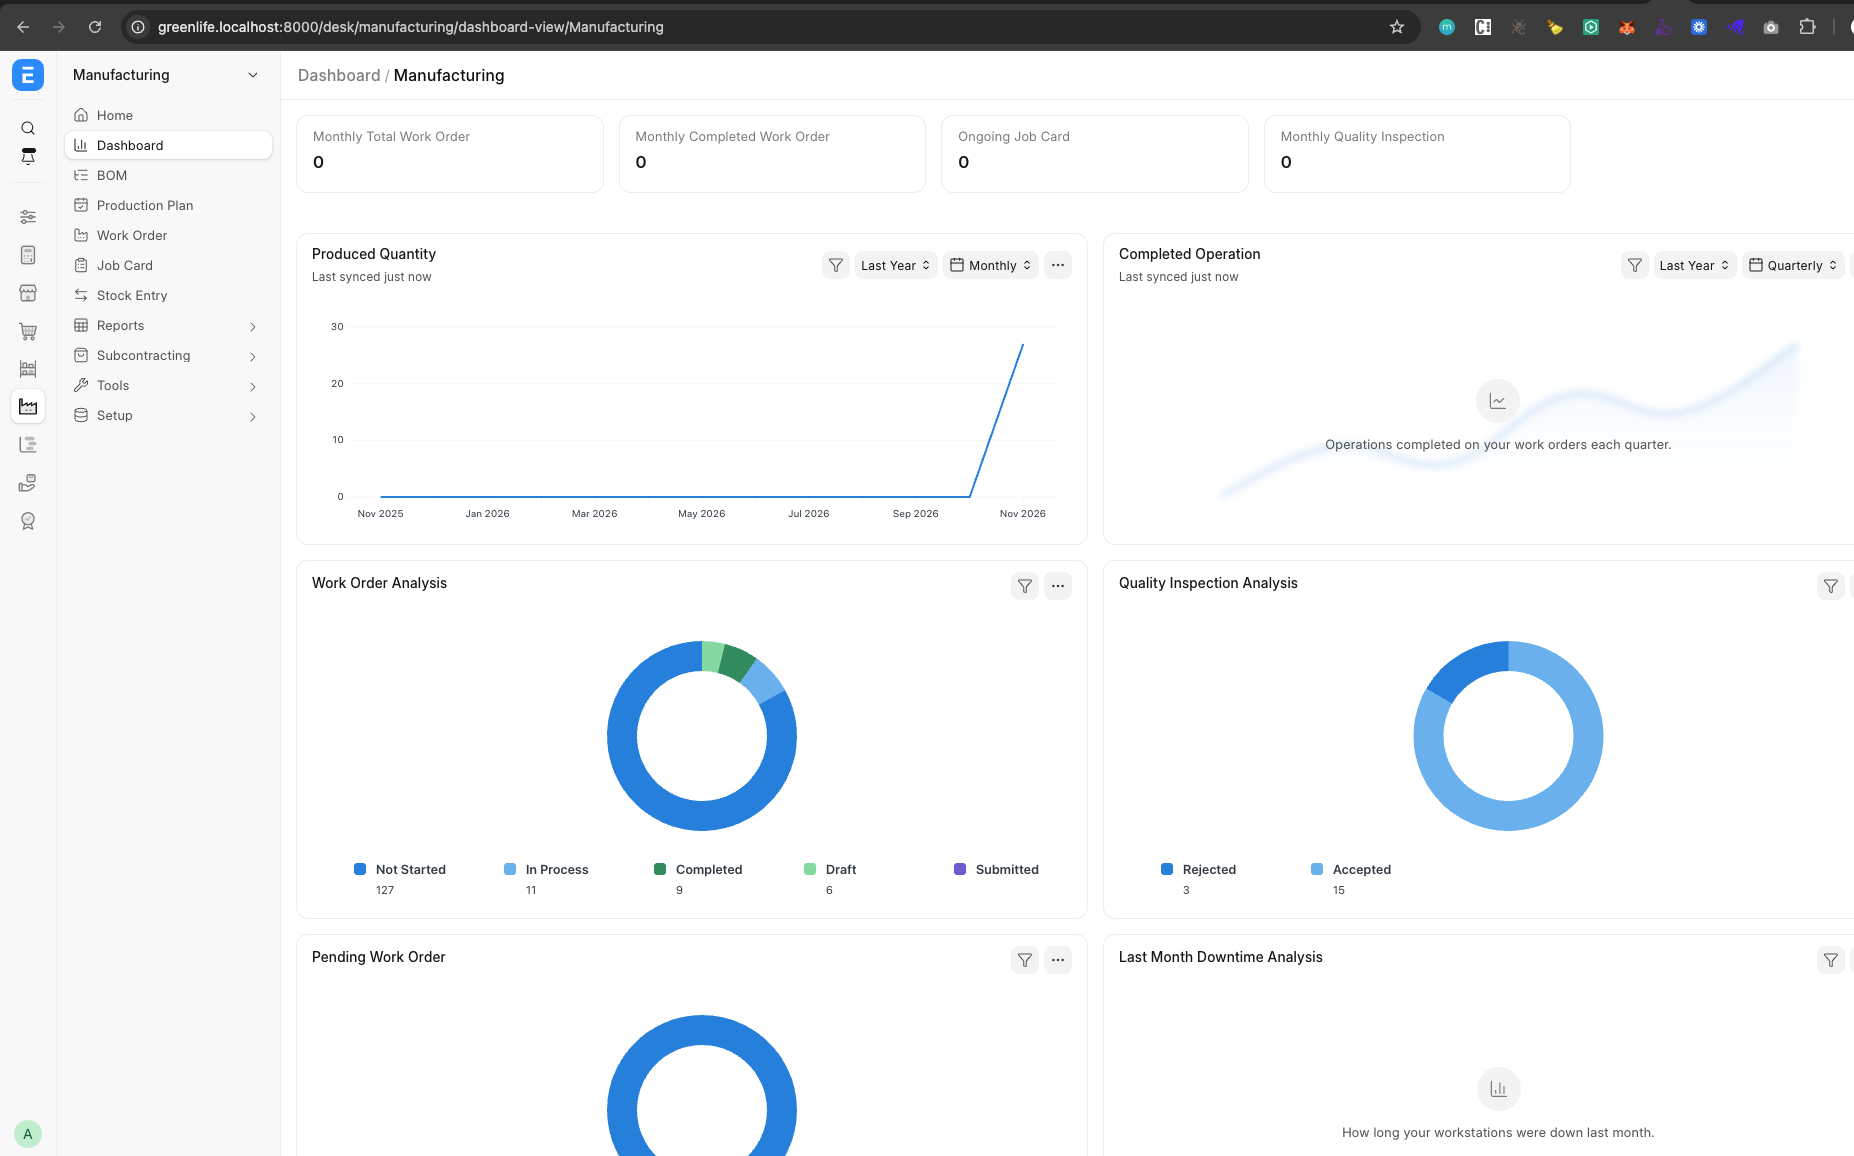 greenlife.localhost:8000/desk/manufacturing/dashboard-view/Manufacturing
E
Manufacturing
Home
Dashboard
BOM
Production Plan
Work Order
Job Card
Stock Entry
Reports
Subcontracting
Tools
Setup
A
Dashboard / Manufacturing
Monthly Total Work Order
0
Monthly Completed Work Order
0
Ongoing Job Card
0
Monthly Quality Inspection
0
Produced Quantity
Last synced just now
Last Year
Monthly
30
20
10
0
Nov 2025 Jan 2026 Mar 2026 May 2026 Jul 2026 Sep 2026 Nov 2026
Completed Operation
Last synced just now
Last Year
Quarterly
Operations completed on your work orders each quarter.
Work Order Analysis
Not Started In Process Completed Draft Submitted
127 11 9 6
Quality Inspection Analysis
Rejected Accepted
3 15
Pending Work Order
Last Month Downtime Analysis
How long your workstations were down last month.